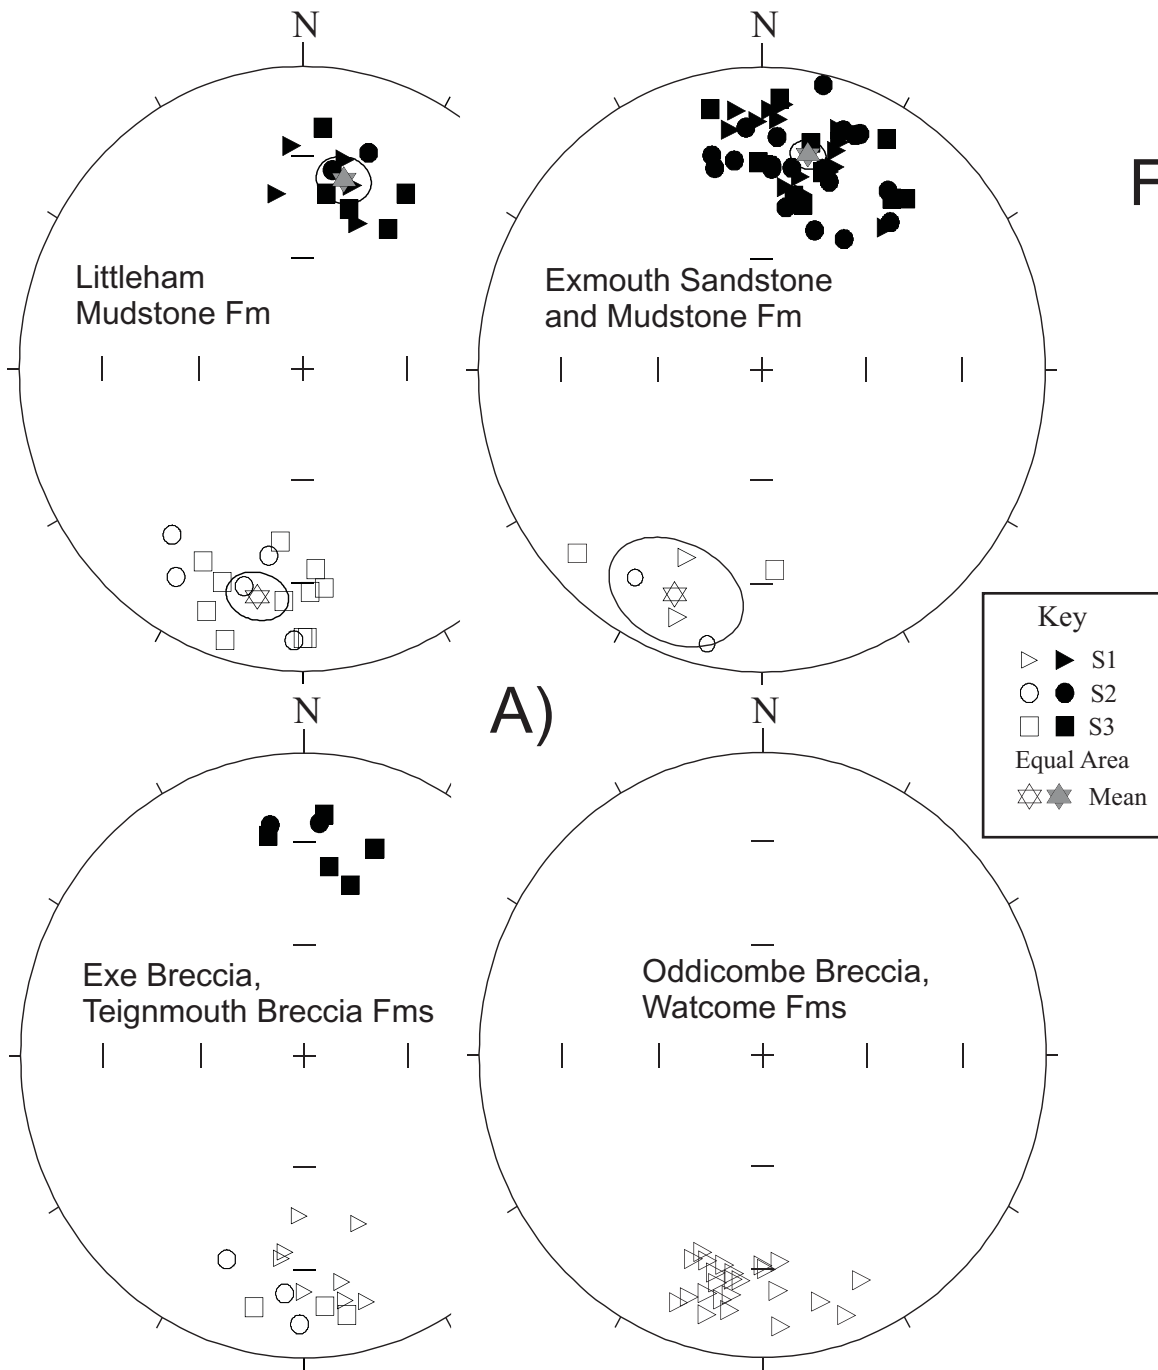 N
N
F
Littleham
Mudstone Fm
Exmouth Sandstone
and Mudstone Fm
Key
S1
S2
S3
Equal Area
Mean
N
A)
N
Exe Breccia,
Teignmouth Breccia Fms
Oddicombe Breccia,
Watcome Fms